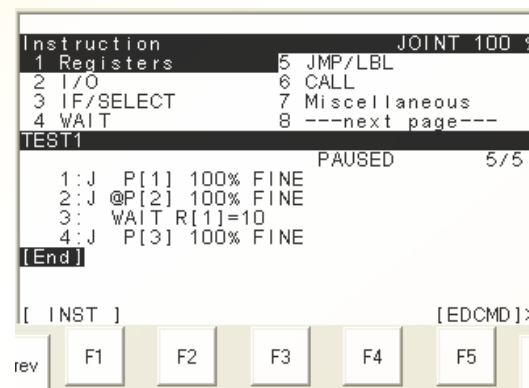 Instruction JOINT 100 %
1 Registers 5 JMP/LBL
2 I/O 6 CALL
3 IF/SELECT 7 Miscellaneous
4 WAIT 8 ---next page---
TEST1
PAUSED 5/5
1:J P[1] 100% FINE
2:J @P[2] 100% FINE
3: WAIT R[1]=10
4:J P[3] 100% FINE
[End]
[ INST ] [EDCMD]>
rev F1 F2 F3 F4 F5